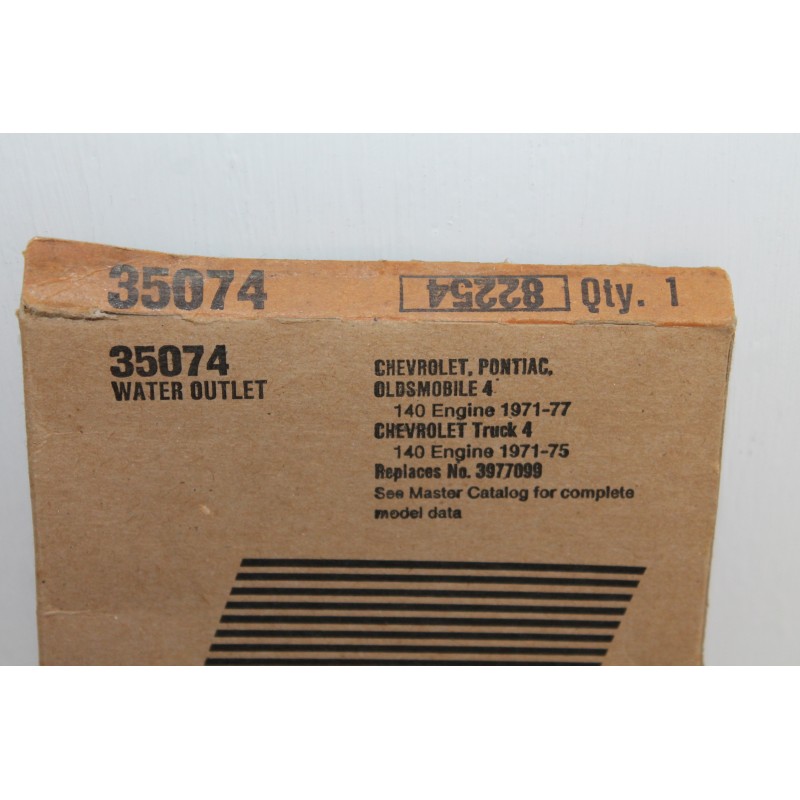 35074 82254 Qty. 1
35074
WATER OUTLET
CHEVROLET, PONTIAC,
OLDSMOBILE 4
140 Engine 1971-77
CHEVROLET Truck 4
140 Engine 1971-75
Replaces No. 3977099
See Master Catalog for complete
model data